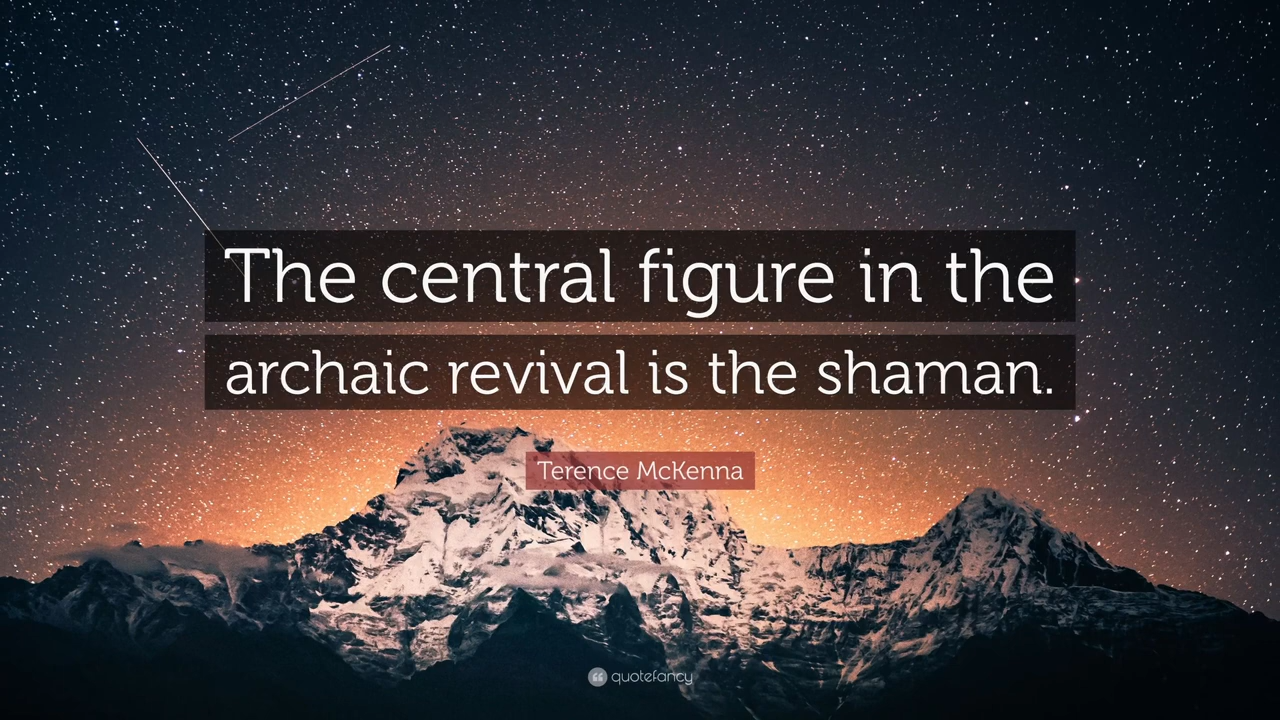 The central figure in the
archaic revival is the shaman.
Terence McKenna
quotefancy